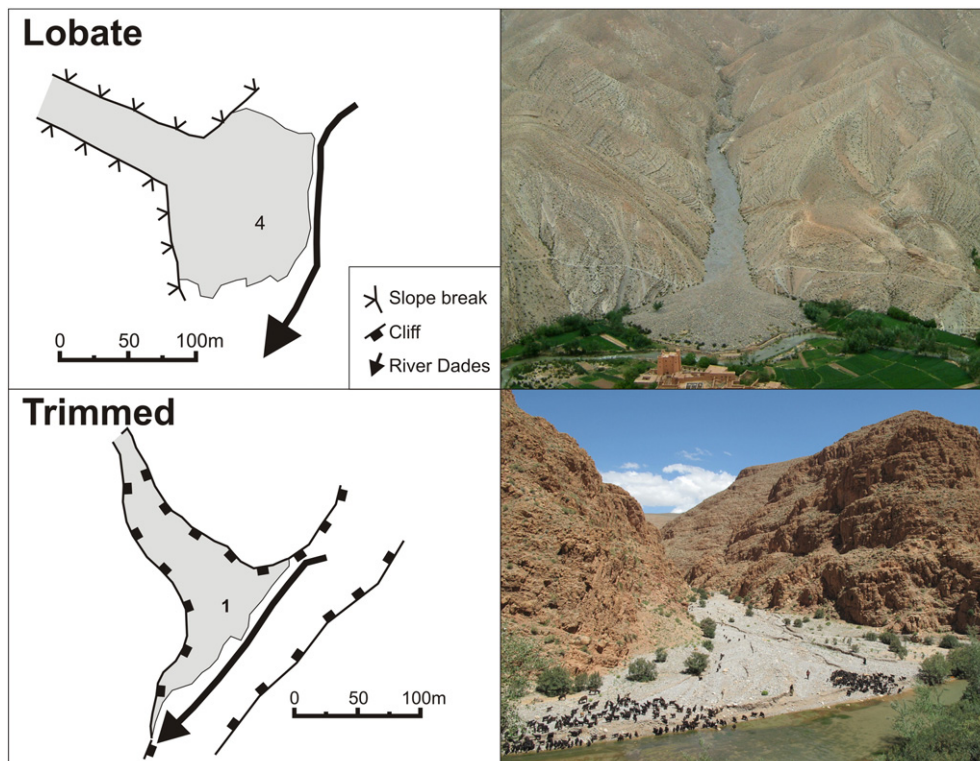 Lobate
4
0 50 100m
Slope break
Cliff
River Dades
Trimmed
1
0 50 100m